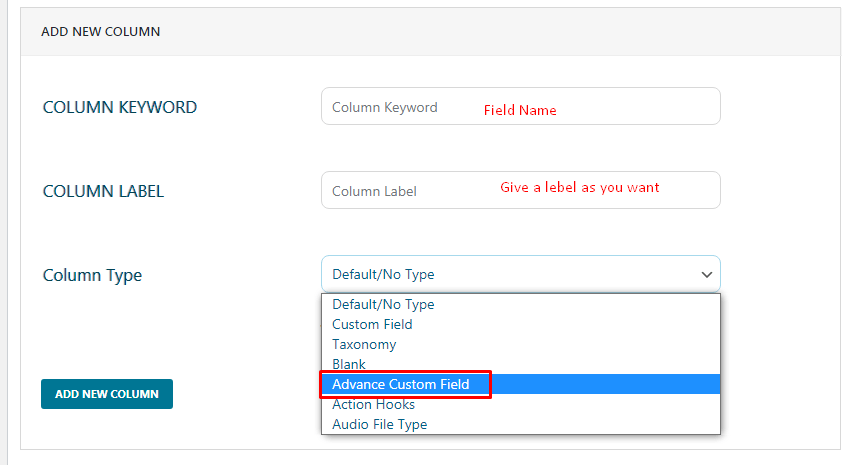 ADD NEW COLUMN
COLUMN KEYWORD
Column Keyword
Field Name
COLUMN LABEL
Column Label
Give a lebel as you want
Column Type
Default/No Type
Default/No Type
Custom Field
Taxonomy
Blank
Advance Custom Field
Action Hooks
Audio File Type
ADD NEW COLUMN